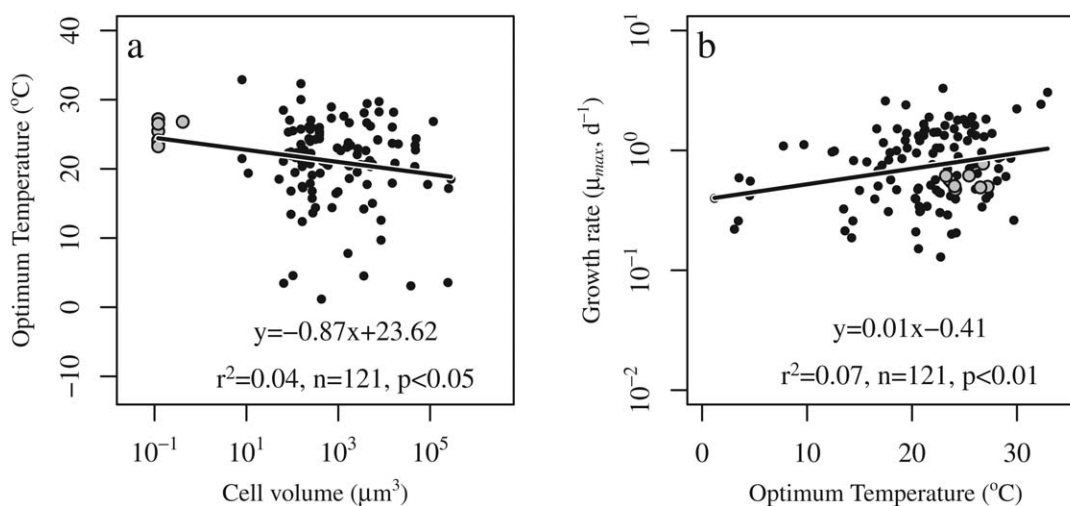 a
Optimum Temperature (°C)
40
30
20
10
0
−10
y=−0.87x+23.62
r²=0.04, n=121, p<0.05
10⁻¹ 10¹ 10³ 10⁵
Cell volume (μm³)
b
Growth rate (μmax, d⁻¹)
10¹
10⁰
10⁻¹
10⁻²
y=0.01x−0.41
r²=0.07, n=121, p<0.01
0 10 20 30
Optimum Temperature (°C)